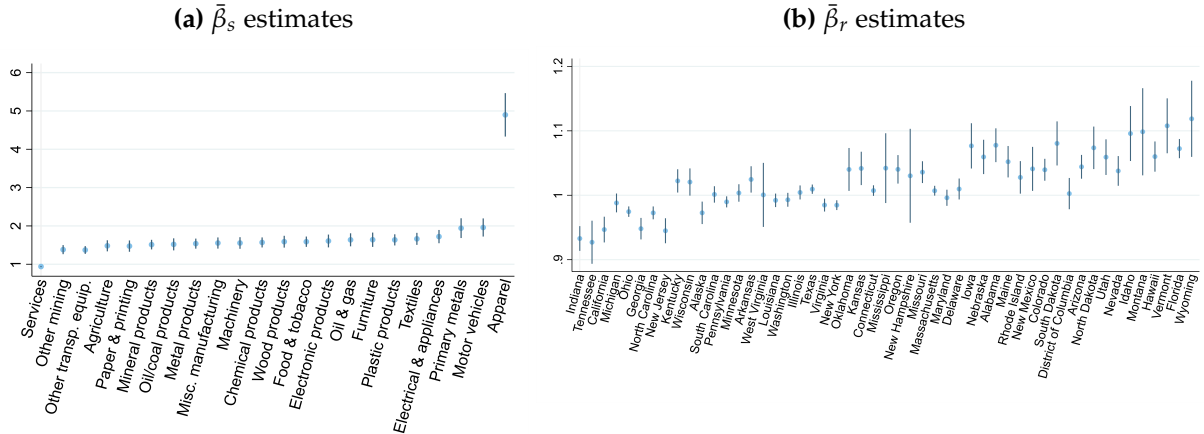 (a) β̄s estimates
6
5
4
3
2
1
Services
Other mining
Other transp. equip.
Agriculture
Paper & printing
Mineral products
Oil/coal products
Metal products
Misc. manufacturing
Machinery
Chemical products
Wood products
Food & tobacco
Electronic products
Oil & gas
Furniture
Plastic products
Textiles
Electrical & appliances
Primary metals
Motor vehicles
Apparel
(b) β̄r estimates
1.2
1.1
1
.9
Indiana
Tennessee
California
Michigan
Ohio
Georgia
North Carolina
New Jersey
Kentucky
Wisconsin
Alaska
South Carolina
Pennsylvania
Minnesota
Arkansas
West Virginia
Louisiana
Washington
Illinois
Texas
Virginia
New York
Oklahoma
Kansas
Connecticut
Mississippi
Oregon
New Hampshire
Missouri
Massachusetts
Maryland
Delaware
Iowa
Nebraska
Alabama
Maine
Rhode Island
New Mexico
Colorado
South Dakota
District of Columbia
Arizona
North Dakota
Utah
Nevada
Idaho
Montana
Hawaii
Vermont
Florida
Wyoming